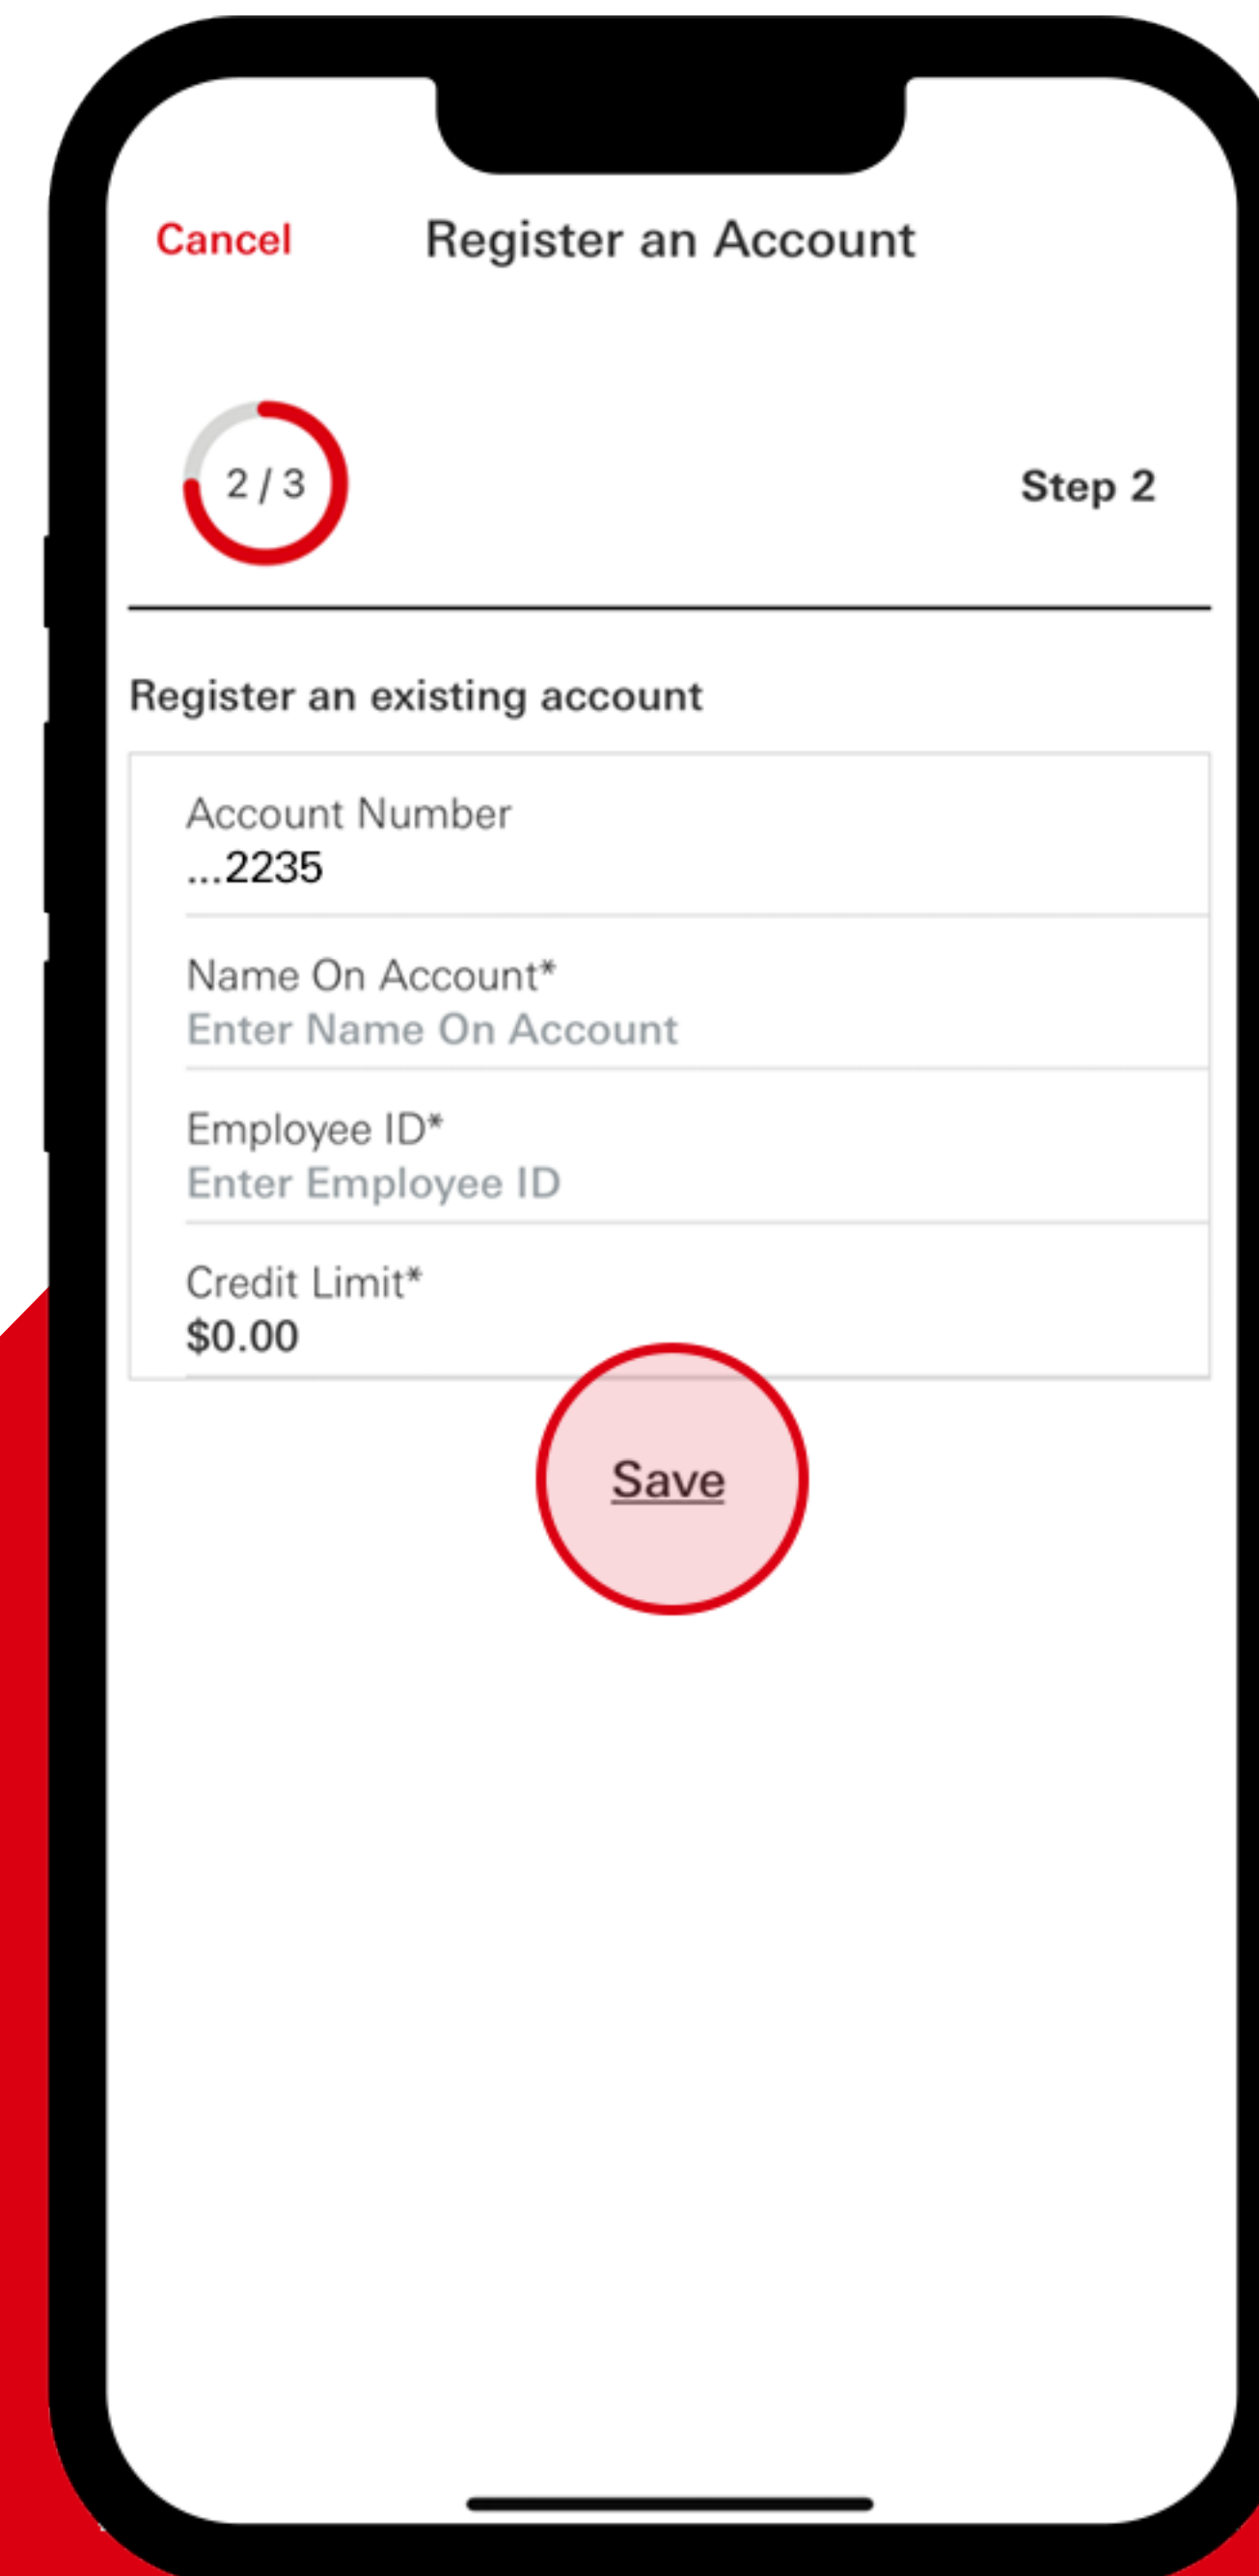 Cancel
Register an Account
2 / 3
Step 2
Register an existing account
Account Number
...2235
Name On Account*
Enter Name On Account
Employee ID*
Enter Employee ID
Credit Limit*
$0.00
Save